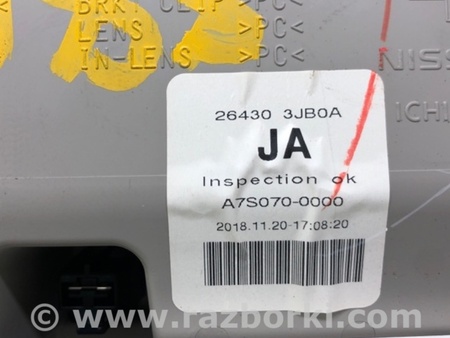 BRKT CLIP >PC<
LENS >PC<
IN-LENS >PC<
NISS
ICHI
26430 3JB0A
JA
Inspection ok
A7S070-0000
2018.11.20-17:08:20
© www.razborki.com